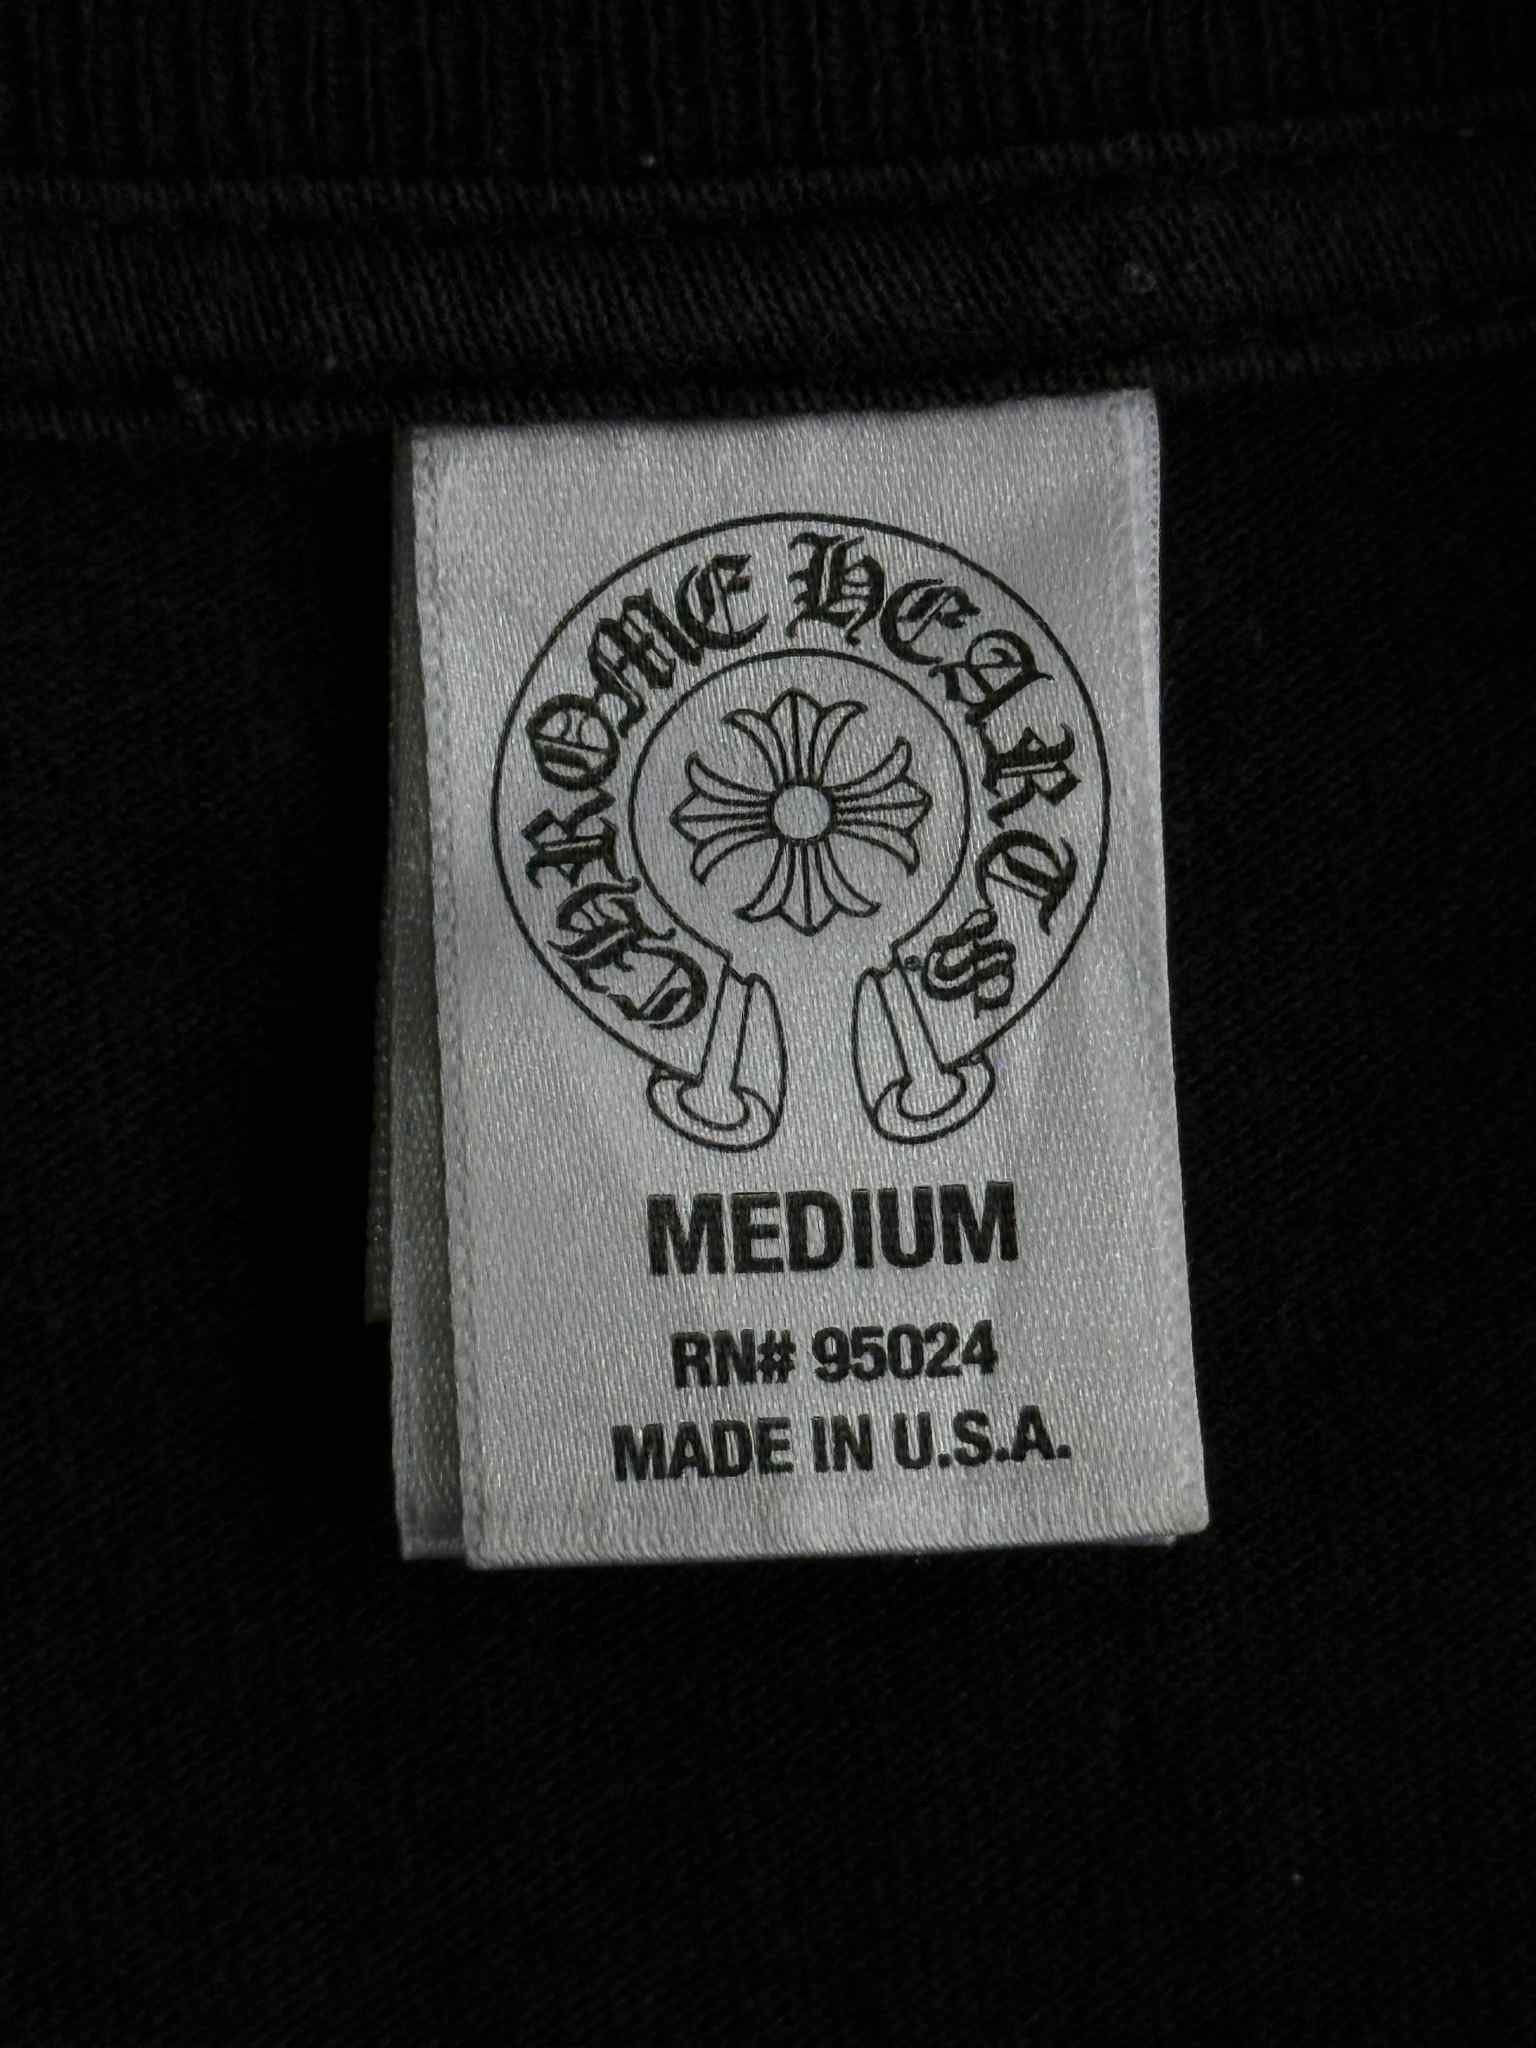 CHROME HEARTS
MEDIUM
RN# 95024
MADE IN U.S.A.